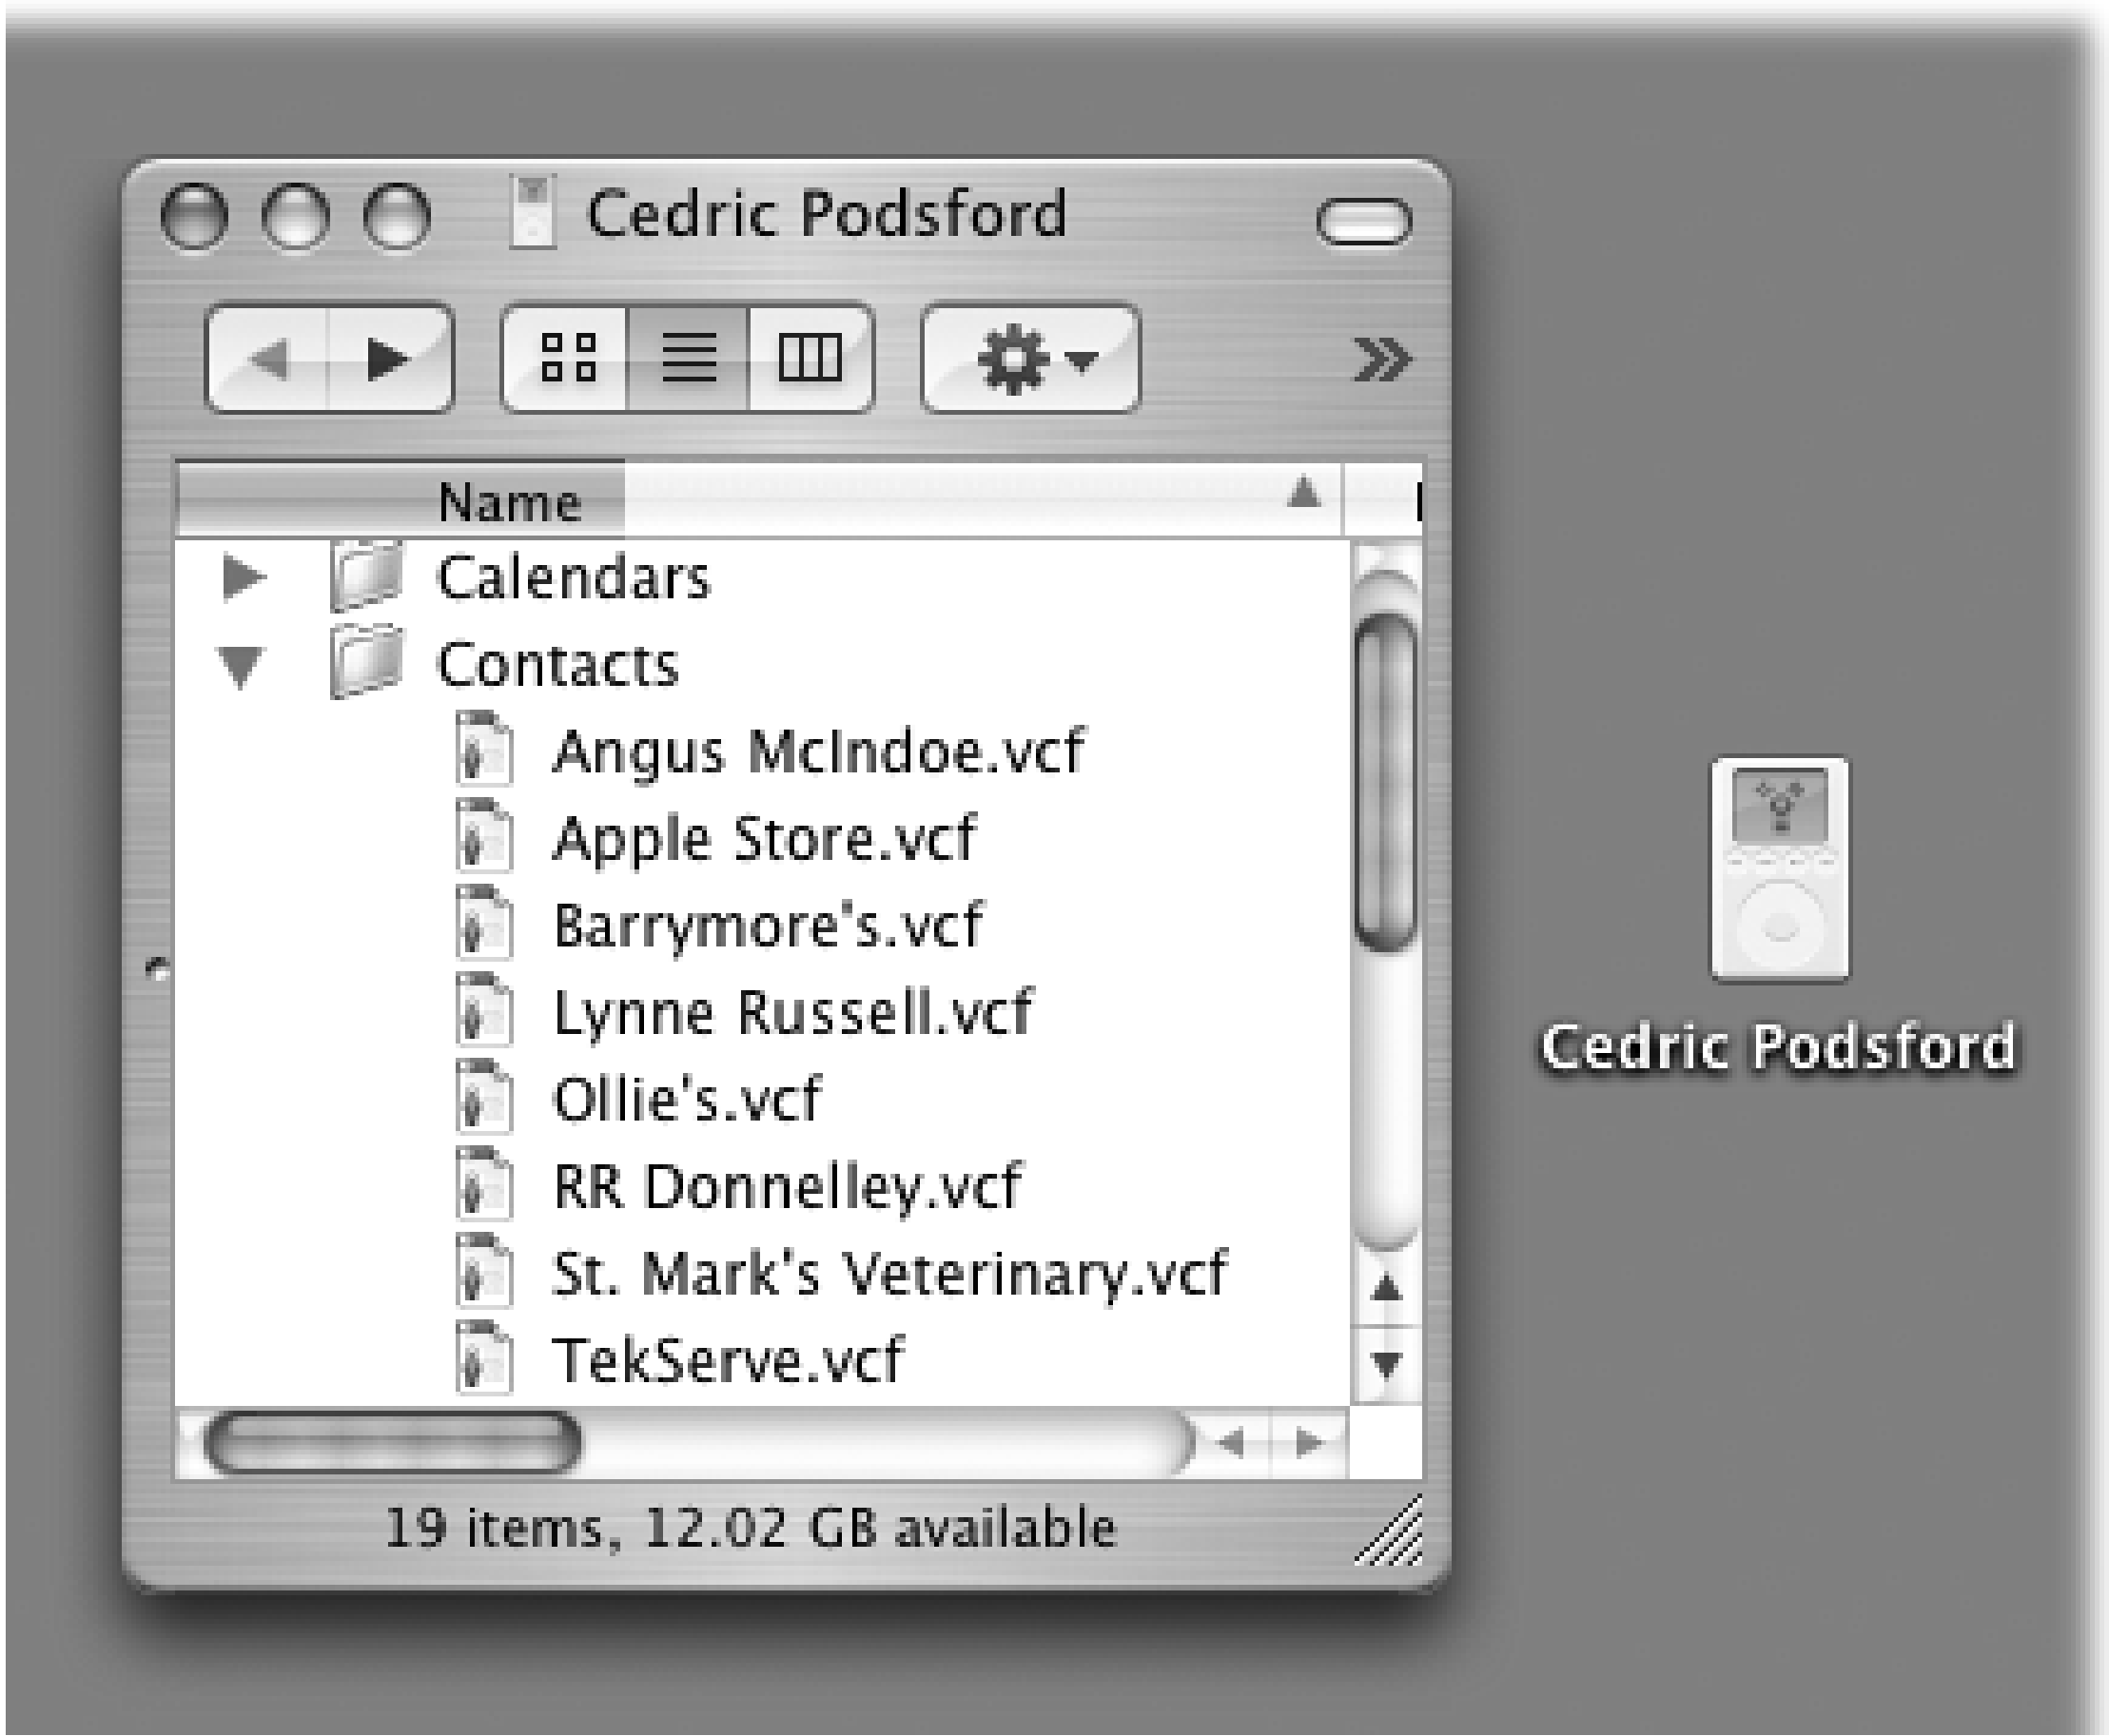 Cedric Podsford
Name
Calendars
Contacts
Angus McIndoe.vcf
Apple Store.vcf
Barrymore's.vcf
Lynne Russell.vcf
Ollie's.vcf
RR Donnelley.vcf
St. Mark's Veterinary.vcf
TekServe.vcf
19 items, 12.02 GB available
Cedric Podsford